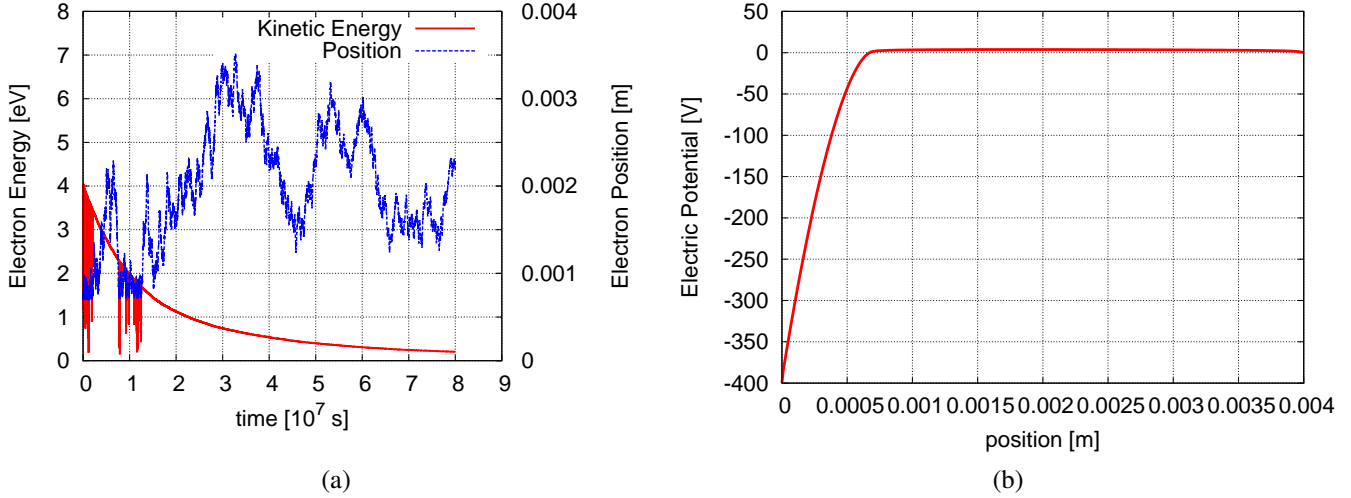 Kinetic Energy
Position
Electron Energy [eV]
8
7
6
5
4
3
2
1
0
0.004
0.003
0.002
0.001
0
Electron Position [m]
0 1 2 3 4 5 6 7 8 9
time [10^7 s]
(a)
Electric Potential [V]
50
0
-50
-100
-150
-200
-250
-300
-350
-400
0 0.0005 0.001 0.0015 0.002 0.0025 0.003 0.0035 0.004
position [m]
(b)